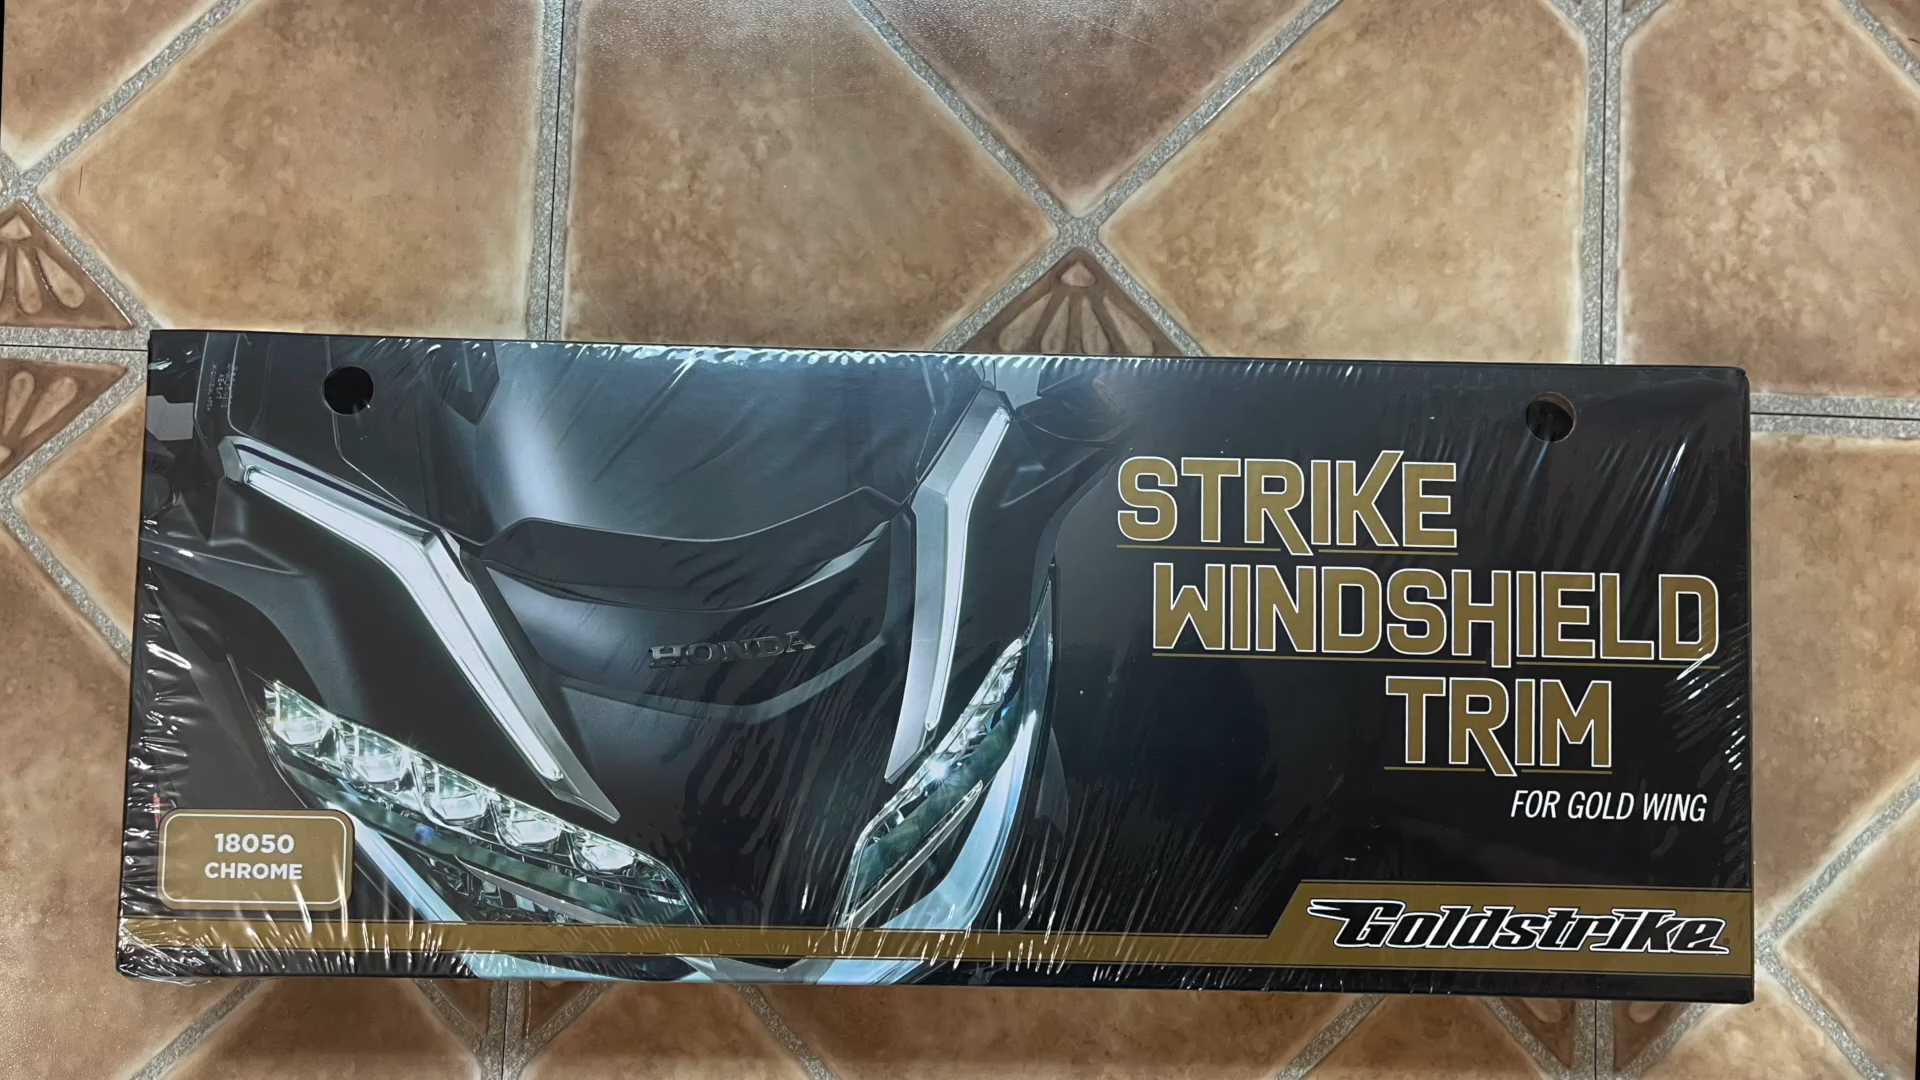 STRIKE
WINDSHIELD
TRIM
FOR GOLD WING
HONDA
18050
CHROME
Goldstrike